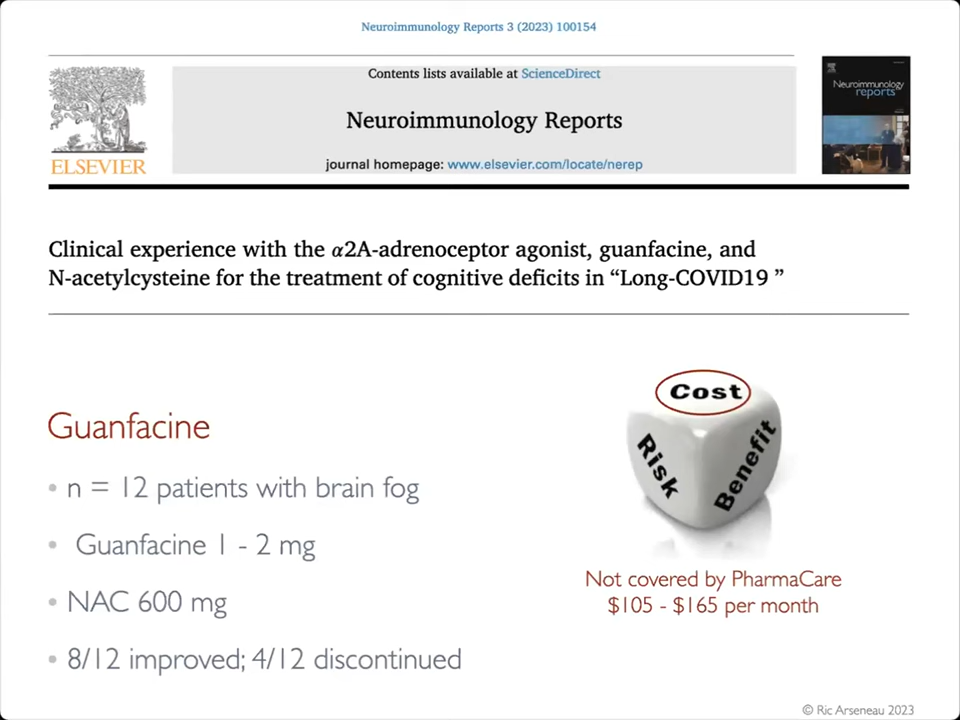 Neuroimmunology Reports 3 (2023) 100154
Contents lists available at ScienceDirect
Neuroimmunology Reports
journal homepage: www.elsevier.com/locate/nerep
ELSEVIER
Neuroimmunology
reports
Clinical experience with the α2A-adrenoceptor agonist, guanfacine, and
N-acetylcysteine for the treatment of cognitive deficits in “Long-COVID19 ”
Guanfacine
• n = 12 patients with brain fog
• Guanfacine 1 - 2 mg
• NAC 600 mg
• 8/12 improved; 4/12 discontinued
Cost
Risk
Benefit
Not covered by PharmaCare
$105 - $165 per month
© Ric Arseneau 2023